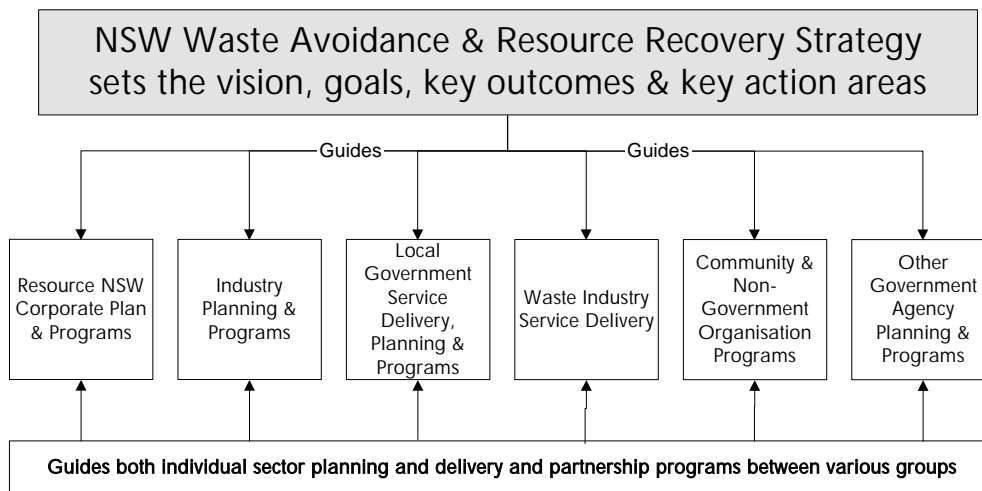 NSW Waste Avoidance & Resource Recovery Strategy
sets the vision, goals, key outcomes & key action areas
Guides
Guides
Resource NSW
Corporate Plan
& Programs
Industry
Planning &
Programs
Local
Government
Service
Delivery,
Planning &
Programs
Waste Industry
Service Delivery
Community &
Non-
Government
Organisation
Programs
Other
Government
Agency
Planning &
Programs
Guides both individual sector planning and delivery and partnership programs between various groups